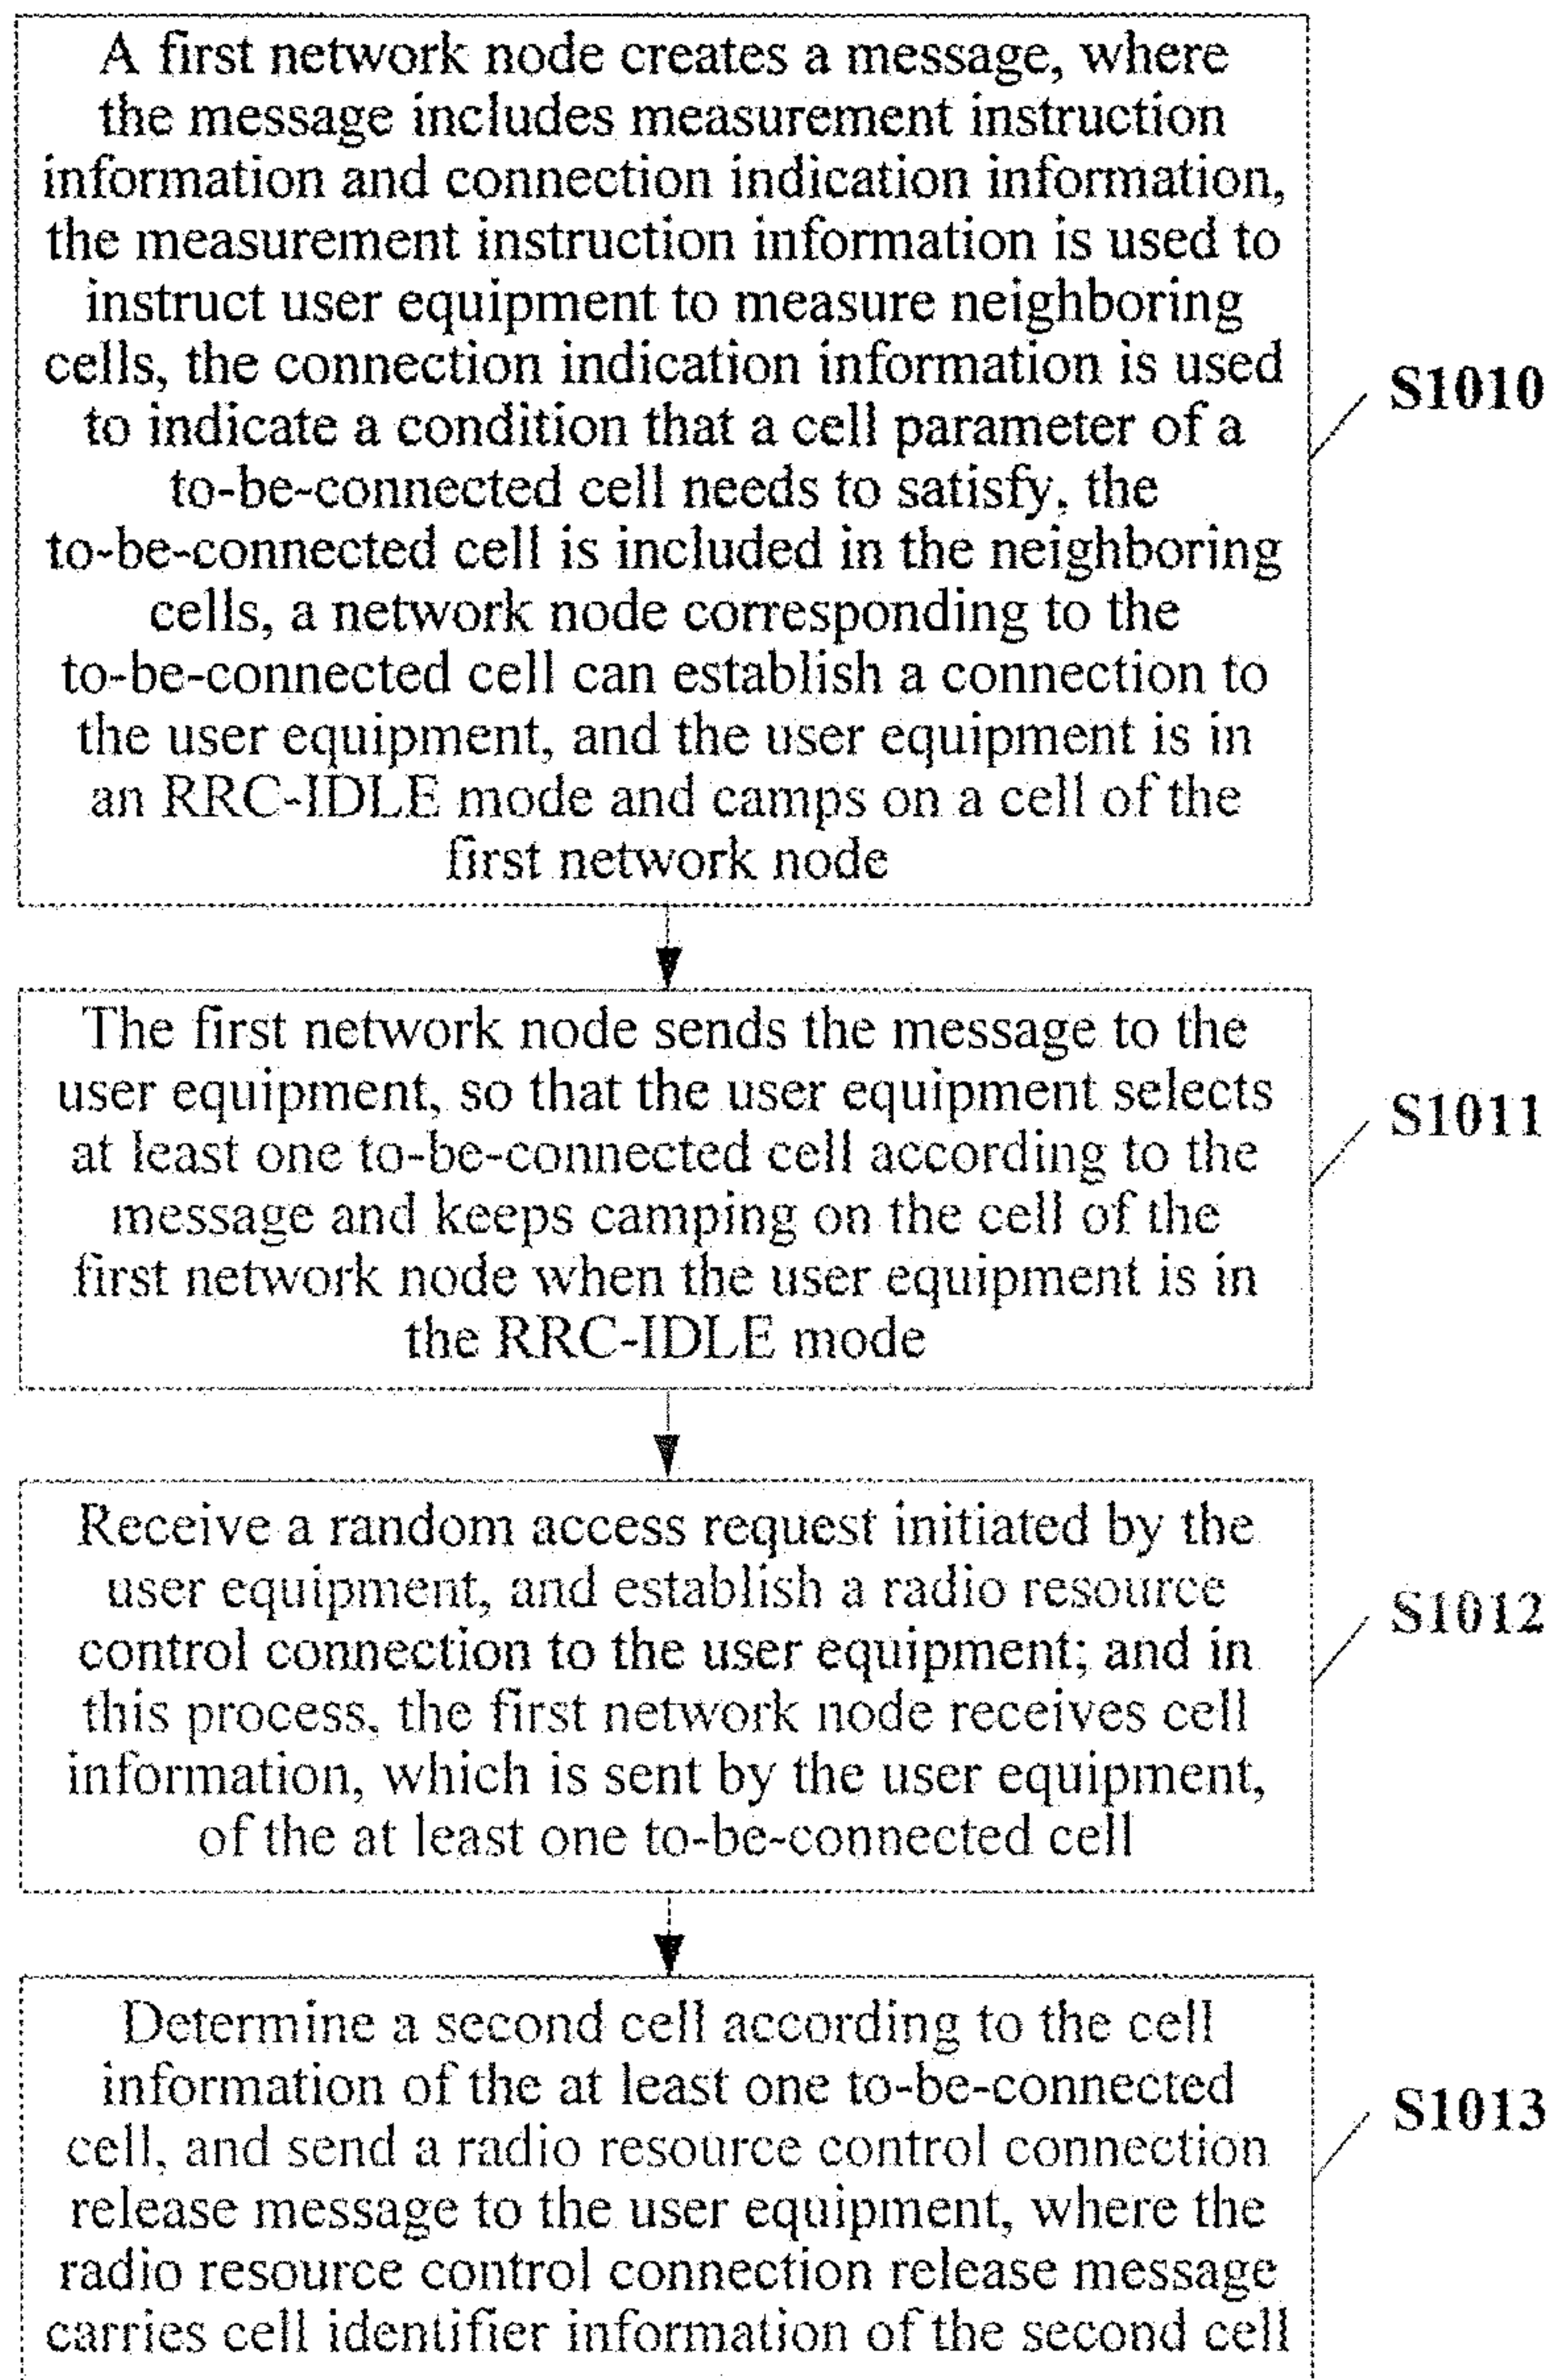 A first network node creates a message, where
the message includes measurement instruction
information and connection indication information,
the measurement instruction information is used to
instruct user equipment to measure neighboring
cells, the connection indication information is used
to indicate a condition that a cell parameter of a
to-be-connected cell needs to satisfy, the
to-be-connected cell is included in the neighboring
cells, a network node corresponding to the
to-be-connected cell can establish a connection to
the user equipment, and the user equipment is in
an RRC-IDLE mode and camps on a cell of the
first network node
S1010
The first network node sends the message to the
user equipment, so that the user equipment selects
at least one to-be-connected cell according to the
message and keeps camping on the cell of the
first network node when the user equipment is in
the RRC-IDLE mode
S1011
Receive a random access request initiated by the
user equipment, and establish a radio resource
control connection to the user equipment; and in
this process, the first network node receives cell
information, which is sent by the user equipment,
of the at least one to-be-connected cell
S1012
Determine a second cell according to the cell
information of the at least one to-be-connected
cell, and send a radio resource control connection
release message to the user equipment, where the
radio resource control connection release message
carries cell identifier information of the second cell
S1013